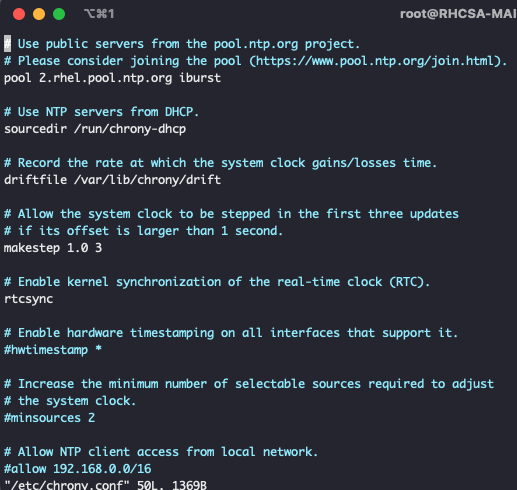 ⌥⌘1
root@RHCSA-MAI
# Use public servers from the pool.ntp.org project.
# Please consider joining the pool (https://www.pool.ntp.org/join.html).
pool 2.rhel.pool.ntp.org iburst
# Use NTP servers from DHCP.
sourcedir /run/chrony-dhcp
# Record the rate at which the system clock gains/losses time.
driftfile /var/lib/chrony/drift
# Allow the system clock to be stepped in the first three updates
# if its offset is larger than 1 second.
makestep 1.0 3
# Enable kernel synchronization of the real-time clock (RTC).
rtcsync
# Enable hardware timestamping on all interfaces that support it.
#hwtimestamp *
# Increase the minimum number of selectable sources required to adjust
# the system clock.
#minsources 2
# Allow NTP client access from local network.
#allow 192.168.0.0/16
"/etc/chrony.conf" 50L, 1369B